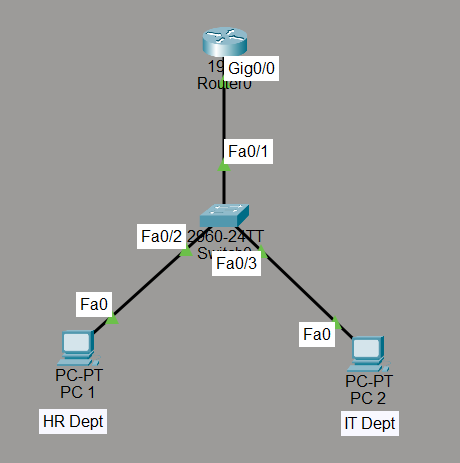 Gig0/0
19
Router0
Fa0/1
Fa0/2
2960-24TT
Fa0/3
Fa0
Fa0
PC-PT
PC 1
PC-PT
PC 2
HR Dept
IT Dept